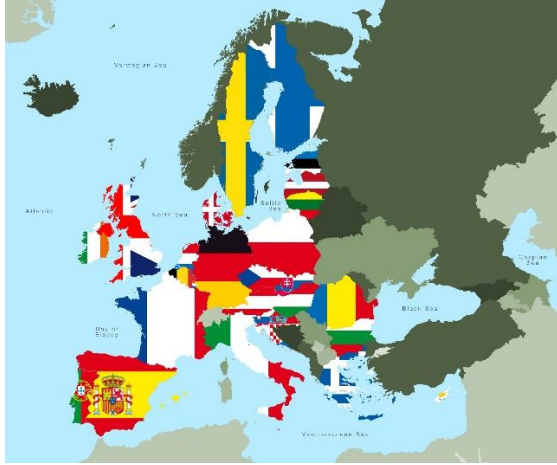 Norwegian Sea
Atlantic
North Sea
Baltic
Sea
Caspian
Sea
Black Sea
Bay of
Biscay
Mediterranean Sea